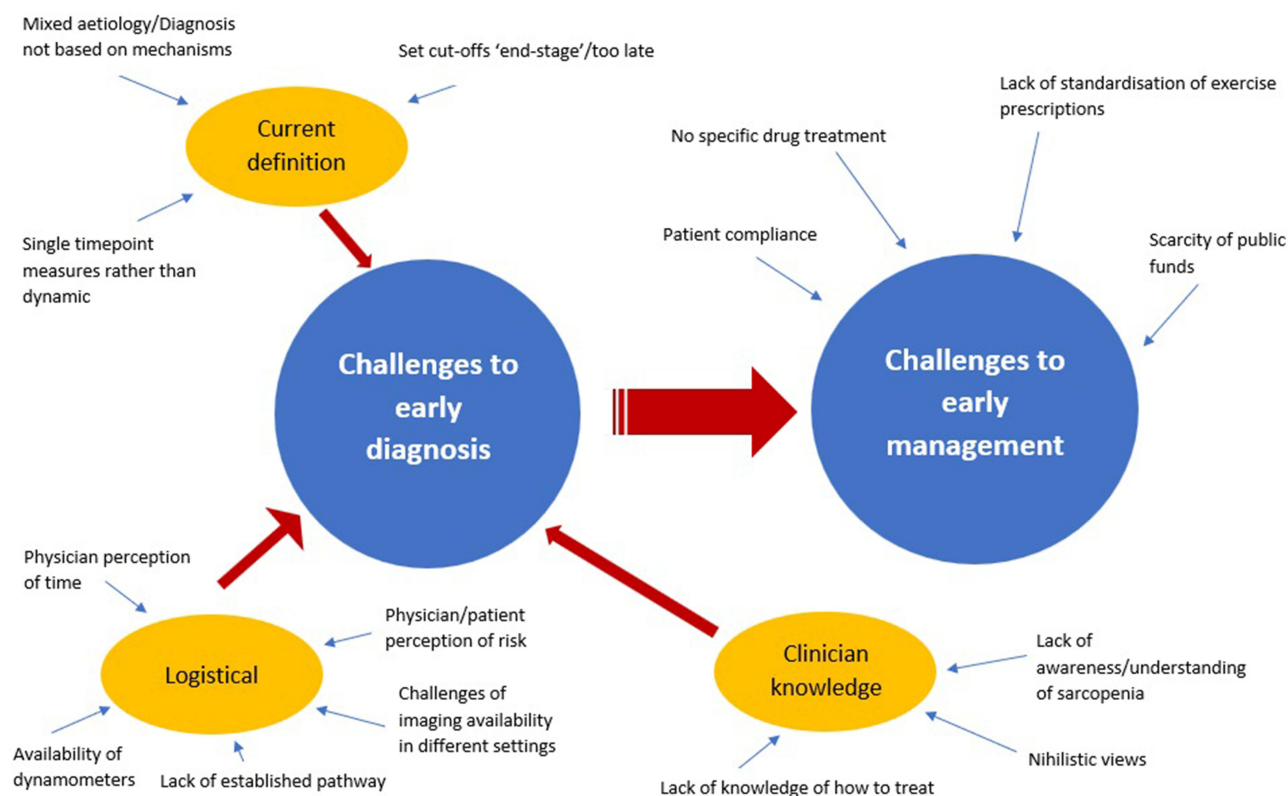 Mixed aetiology/Diagnosis
not based on mechanisms
Set cut-offs ‘end-stage’/too late
Current
definition
Single timepoint
measures rather than
dynamic
Lack of standardisation of exercise
prescriptions
No specific drug treatment
Patient compliance
Scarcity of public
funds
Challenges to
early
diagnosis
Challenges to
early
management
Physician perception
of time
Physician/patient
perception of risk
Logistical
Challenges of
imaging availability
in different settings
Availability of
dynamometers
Lack of established pathway
Clinician
knowledge
Lack of
awareness/understanding
of sarcopenia
Nihilistic views
Lack of knowledge of how to treat